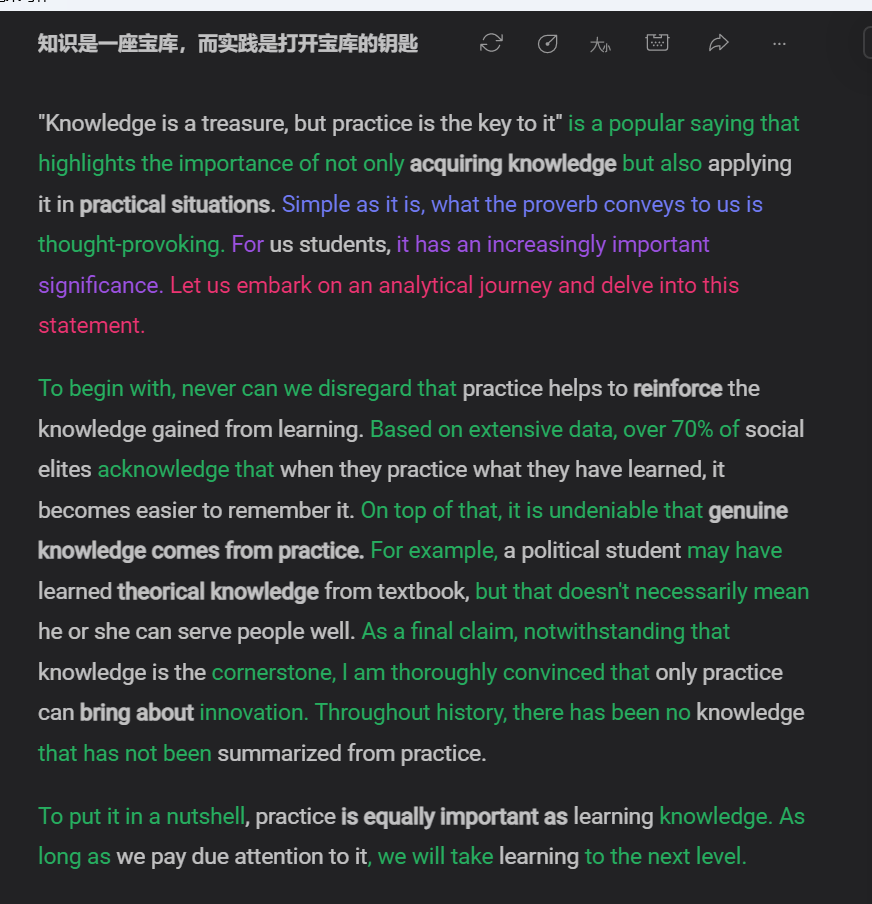 知识是一座宝库，而实践是打开宝库的钥匙
大小
"Knowledge is a treasure, but practice is the key to it" is a popular saying that
highlights the importance of not only acquiring knowledge but also applying
it in practical situations. Simple as it is, what the proverb conveys to us is
thought-provoking. For us students, it has an increasingly important
significance. Let us embark on an analytical journey and delve into this
statement.
To begin with, never can we disregard that practice helps to reinforce the
knowledge gained from learning. Based on extensive data, over 70% of social
elites acknowledge that when they practice what they have learned, it
becomes easier to remember it. On top of that, it is undeniable that genuine
knowledge comes from practice. For example, a political student may have
learned theorical knowledge from textbook, but that doesn't necessarily mean
he or she can serve people well. As a final claim, notwithstanding that
knowledge is the cornerstone, I am thoroughly convinced that only practice
can bring about innovation. Throughout history, there has been no knowledge
that has not been summarized from practice.
To put it in a nutshell, practice is equally important as learning knowledge. As
long as we pay due attention to it, we will take learning to the next level.